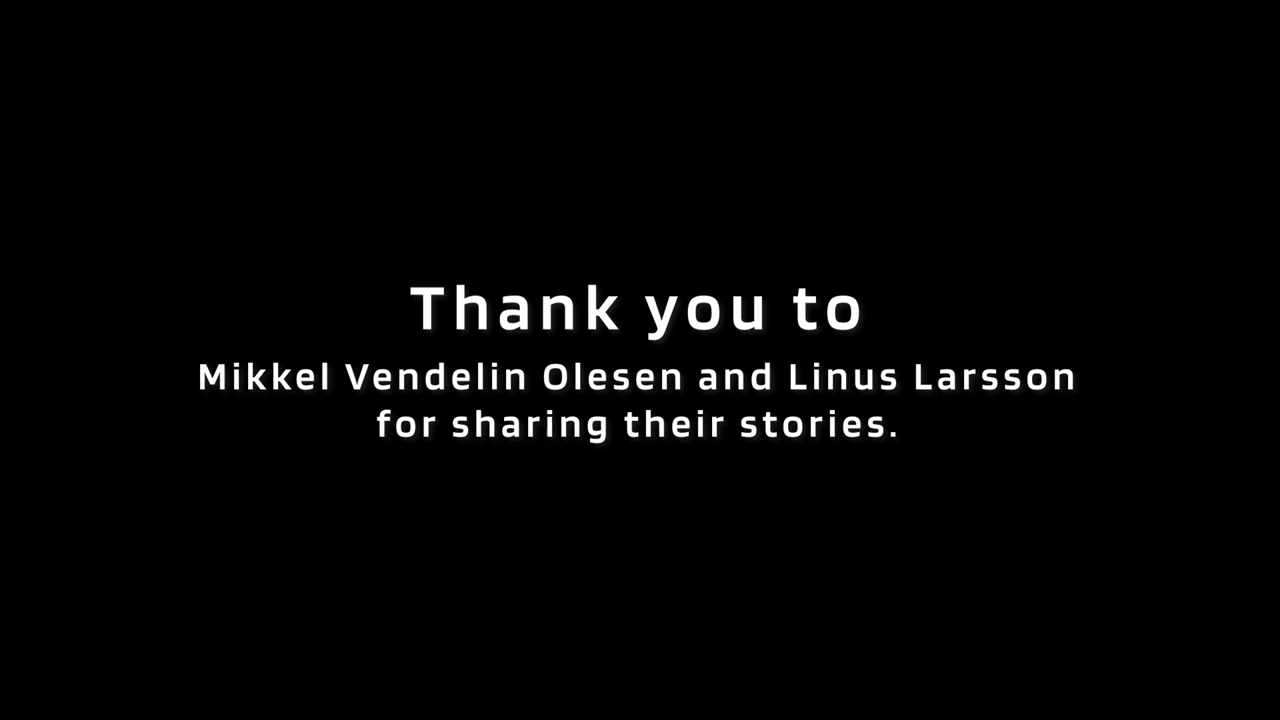 Thank you to
Mikkel Vendelin Olesen and Linus Larsson
for sharing their stories.